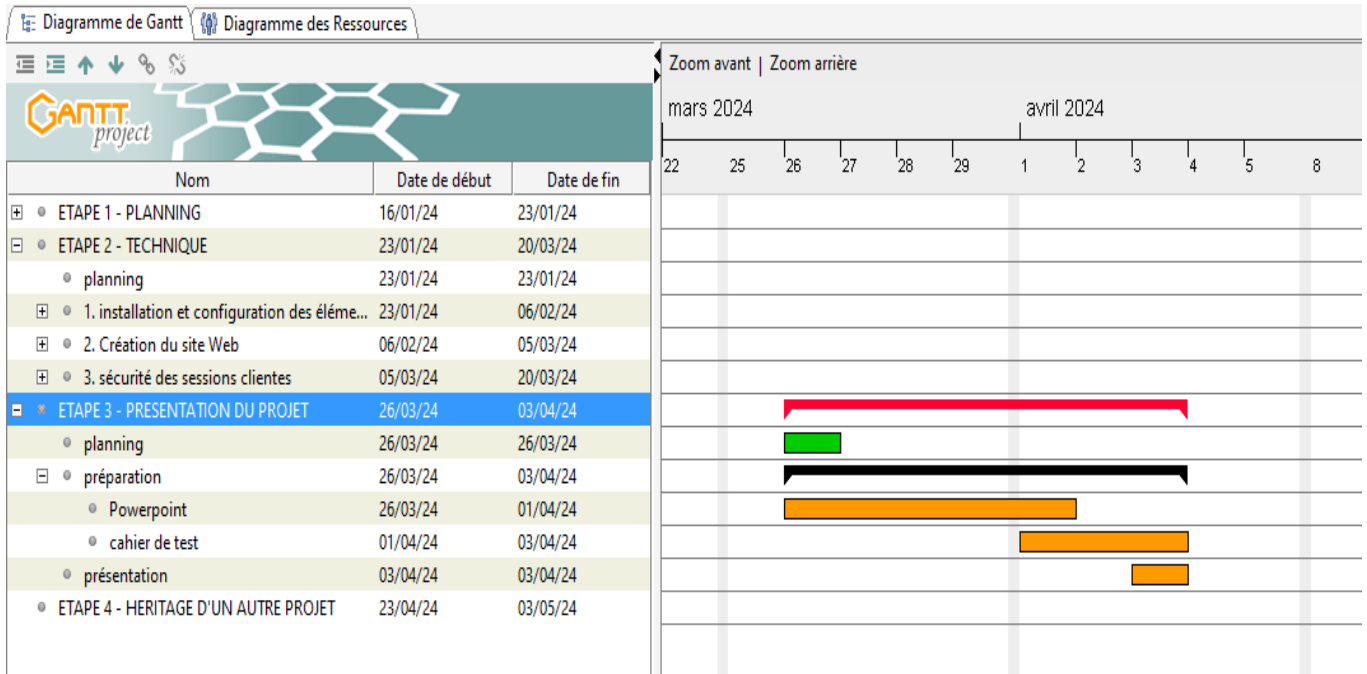 Diagramme de Gantt Diagramme des Ressources
Zoom avant | Zoom arrière
GANTT project
mars 2024 avril 2024
22 25 26 27 28 29 1 2 3 4 5 8
Nom Date de début Date de fin
ETAPE 1 - PLANNING 16/01/24 23/01/24
ETAPE 2 - TECHNIQUE 23/01/24 20/03/24
planning 23/01/24 23/01/24
1. installation et configuration des éléme... 23/01/24 06/02/24
2. Création du site Web 06/02/24 05/03/24
3. sécurité des sessions clientes 05/03/24 20/03/24
ETAPE 3 - PRESENTATION DU PROJET 26/03/24 03/04/24
planning 26/03/24 26/03/24
préparation 26/03/24 03/04/24
Powerpoint 26/03/24 01/04/24
cahier de test 01/04/24 03/04/24
présentation 03/04/24 03/04/24
ETAPE 4 - HERITAGE D'UN AUTRE PROJET 23/04/24 03/05/24